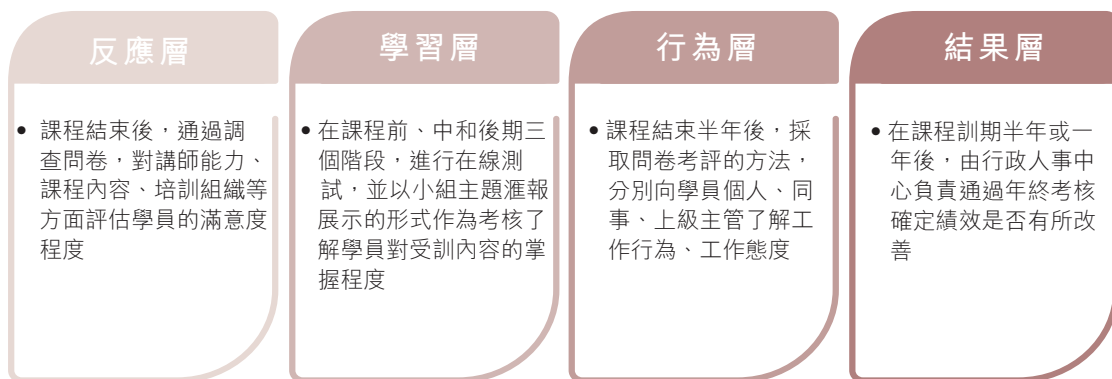 反應層
• 課程結束後，通過調
查問卷，對講師能力、
課程內容、培訓組織等
方面評估學員的滿意度
程度
學習層
• 在課程前、中和後期三
個階段，進行在線測
試，並以小組主題滙報
展示的形式作為考核了
解學員對受訓內容的掌
握程度
行為層
• 課程結束半年後，採
取問卷考評的方法，
分別向學員個人、同
事、上級主管了解工
作行為、工作態度
結果層
• 在課程訓期半年或一
年後，由行政人事中
心負責通過年終考核
確定績效是否有所改
善